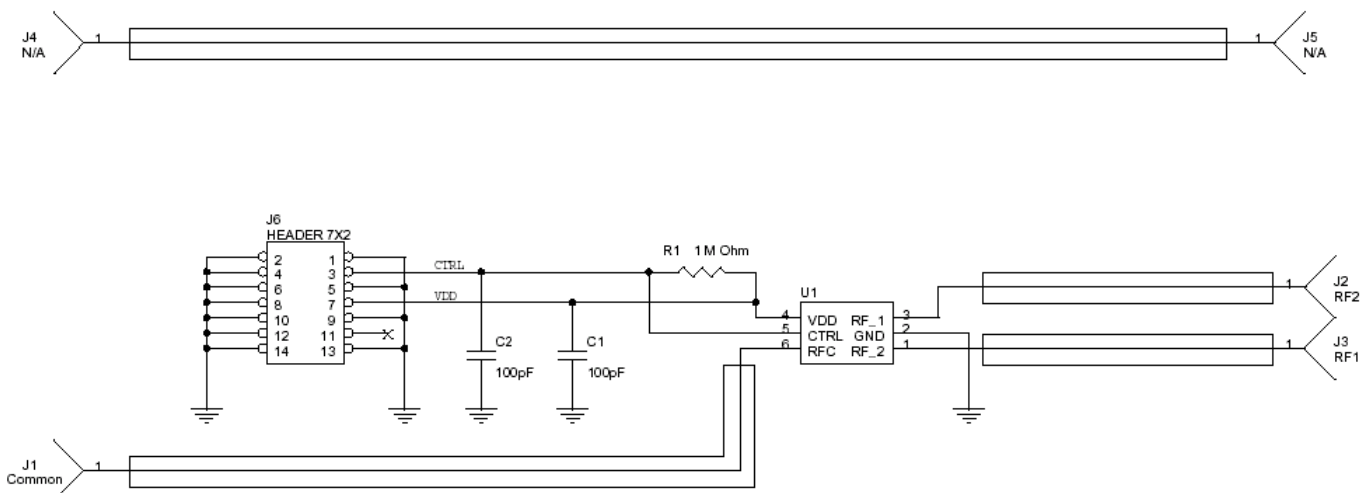 J4
N/A
1
1
J5
N/A
J6
HEADER 7X2
2 1
4 3
6 5
8 7
10 9
12 11
14 13
CTRL
VDD
R1 1M Ohm
C2
100pF
C1
100pF
U1
4 VDD RF_1 3
5 CTRL GND 2
6 RFC RF_2 1
1
J2
RF2
1
J3
RF1
J1
Common
1